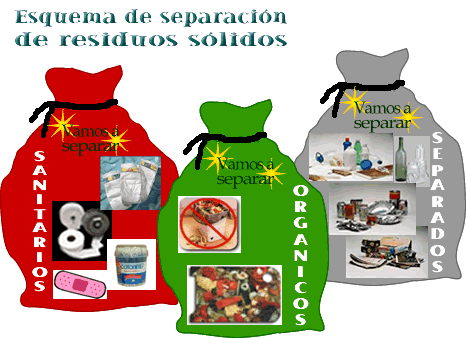 Esquema de separación
de residuos sólidos
Vamos á
separar
SANITARIOS
Vamos á
separar
ORGANICOS
Vamos a
separar
SEPARADOS